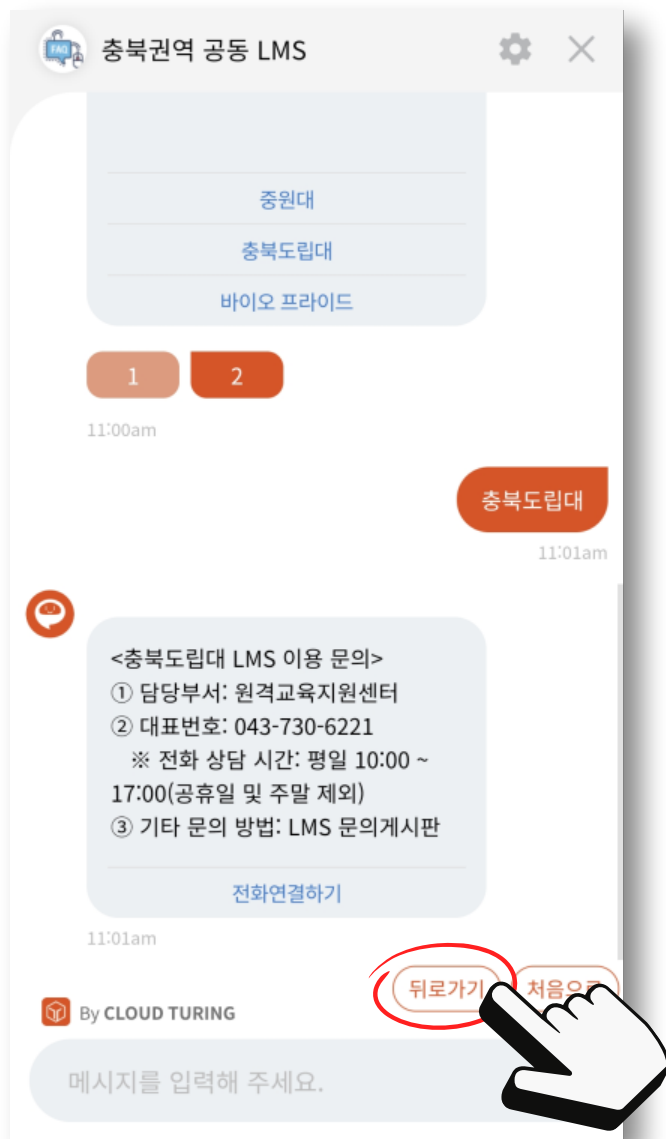 FAQ
충북권역 공동 LMS
중원대
충북도립대
바이오 프라이드
1
2
11:00am
충북도립대
11:01am
<충북도립대 LMS 이용 문의>
① 담당부서: 원격교육지원센터
② 대표번호: 043-730-6221
※ 전화 상담 시간: 평일 10:00 ~
17:00(공휴일 및 주말 제외)
③ 기타 문의 방법: LMS 문의게시판
전화연결하기
11:01am
뒤로가기
처음으로
By CLOUD TURING
메시지를 입력해 주세요.